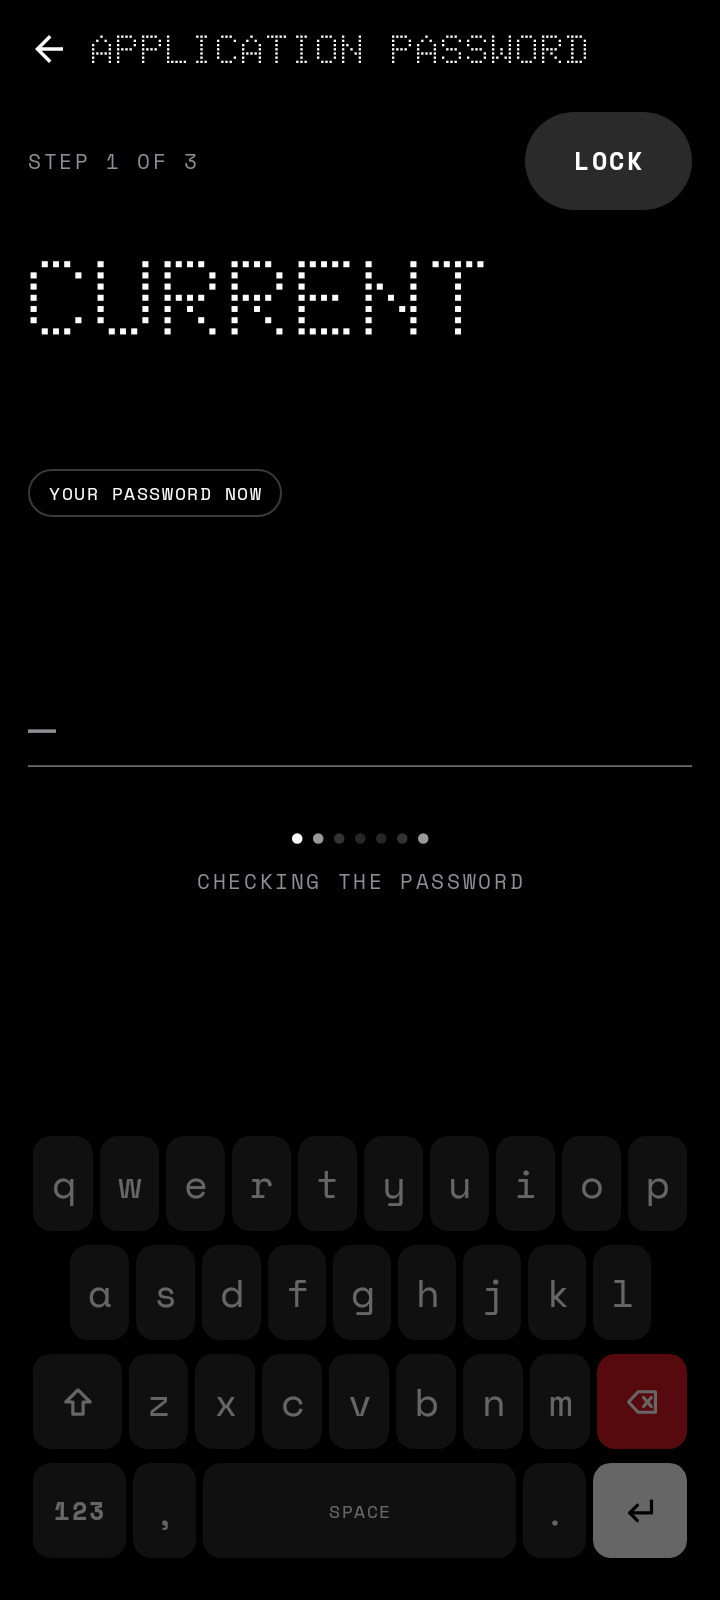 APPLICATION PASSWORD
STEP 1 OF 3
LOCK
CURRENT
YOUR PASSWORD NOW
CHECKING THE PASSWORD
q w e r t y u i o p
a s d f g h j k l
z x c v b n m
123 , SPACE .